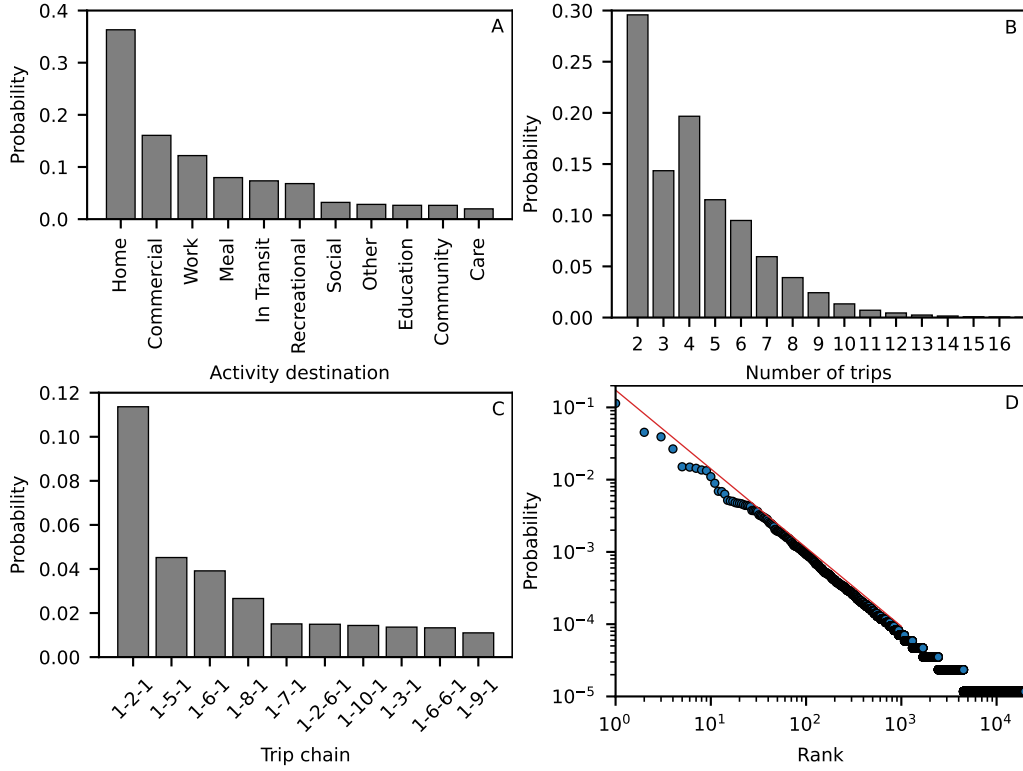 A
Probability
0.4
0.3
0.2
0.1
0.0
Home
Commercial
Work
Meal
In Transit
Recreational
Social
Other
Education
Community
Care
Activity destination
B
Probability
0.30
0.25
0.20
0.15
0.10
0.05
0.00
2 3 4 5 6 7 8 9 10 11 12 13 14 15 16
Number of trips
C
Probability
0.12
0.10
0.08
0.06
0.04
0.02
0.00
1-2-1
1-5-1
1-6-1
1-8-1
1-7-1
1-2-6-1
1-10-1
1-3-1
1-6-6-1
1-9-1
Trip chain
D
Probability
10⁻¹
10⁻²
10⁻³
10⁻⁴
10⁻⁵
10⁰ 10¹ 10² 10³ 10⁴
Rank